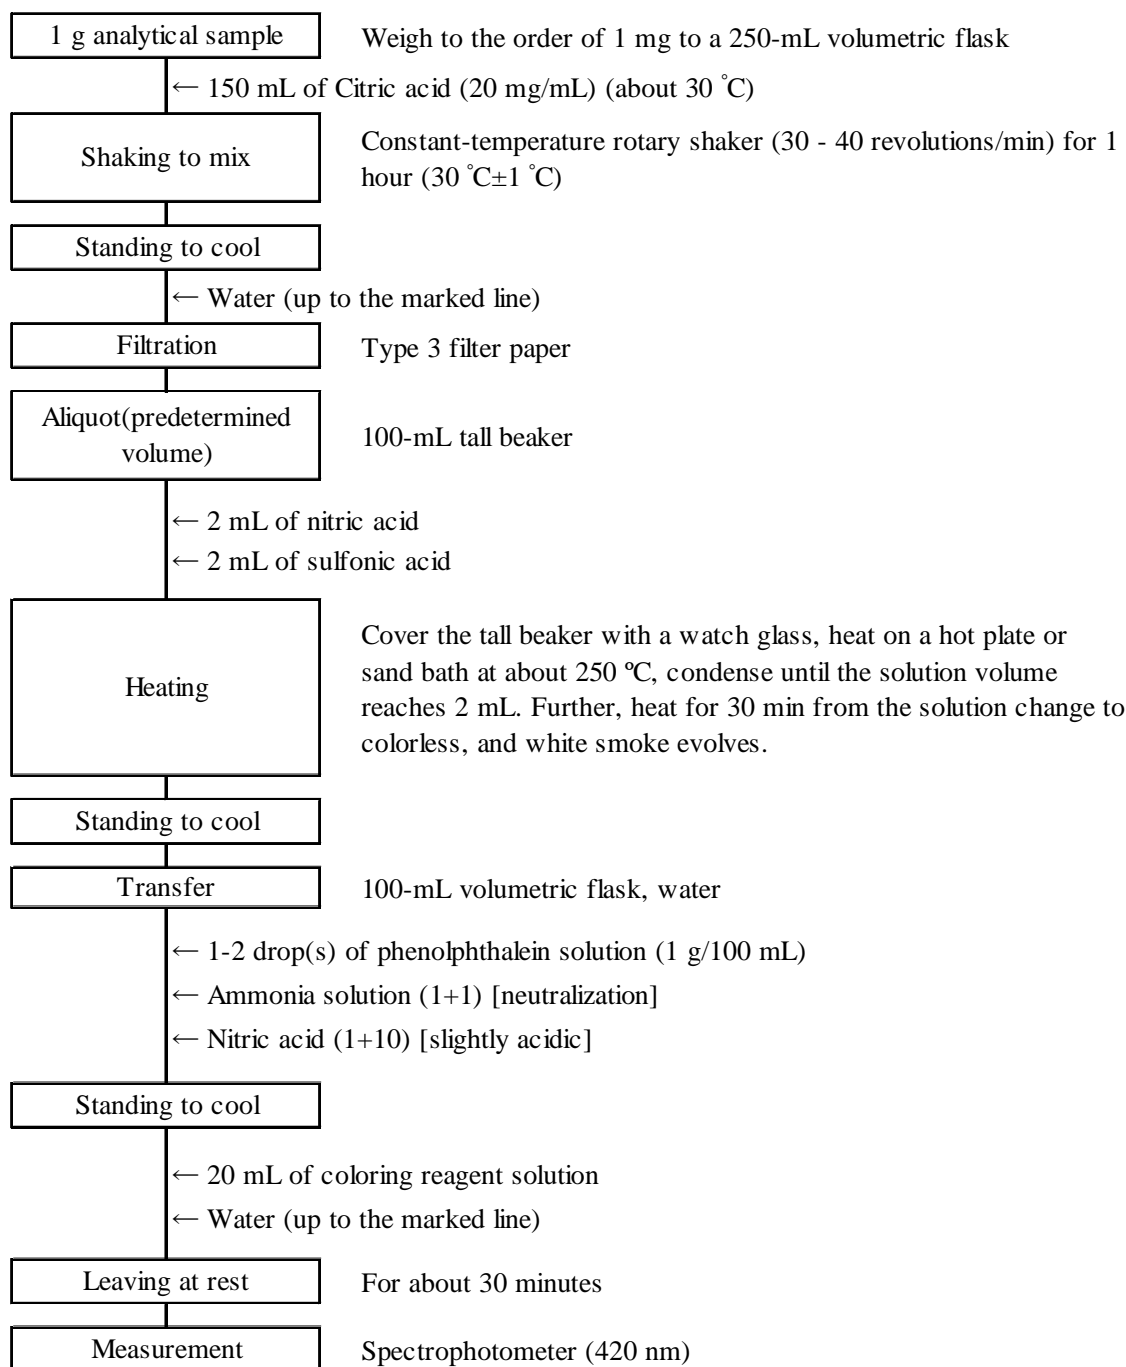 1 g analytical sample
Weigh to the order of 1 mg to a 250-mL volumetric flask
← 150 mL of Citric acid (20 mg/mL) (about 30 ℃)
Shaking to mix
Constant-temperature rotary shaker (30 - 40 revolutions/min) for 1
hour (30 ℃±1 ℃)
Standing to cool
← Water (up to the marked line)
Filtration
Type 3 filter paper
Aliquot(predetermined
volume)
100-mL tall beaker
← 2 mL of nitric acid
← 2 mL of sulfonic acid
Heating
Cover the tall beaker with a watch glass, heat on a hot plate or
sand bath at about 250 ºC, condense until the solution volume
reaches 2 mL. Further, heat for 30 min from the solution change to
colorless, and white smoke evolves.
Standing to cool
Transfer
100-mL volumetric flask, water
← 1-2 drop(s) of phenolphthalein solution (1 g/100 mL)
← Ammonia solution (1+1) [neutralization]
← Nitric acid (1+10) [slightly acidic]
Standing to cool
← 20 mL of coloring reagent solution
← Water (up to the marked line)
Leaving at rest
For about 30 minutes
Measurement
Spectrophotometer (420 nm)